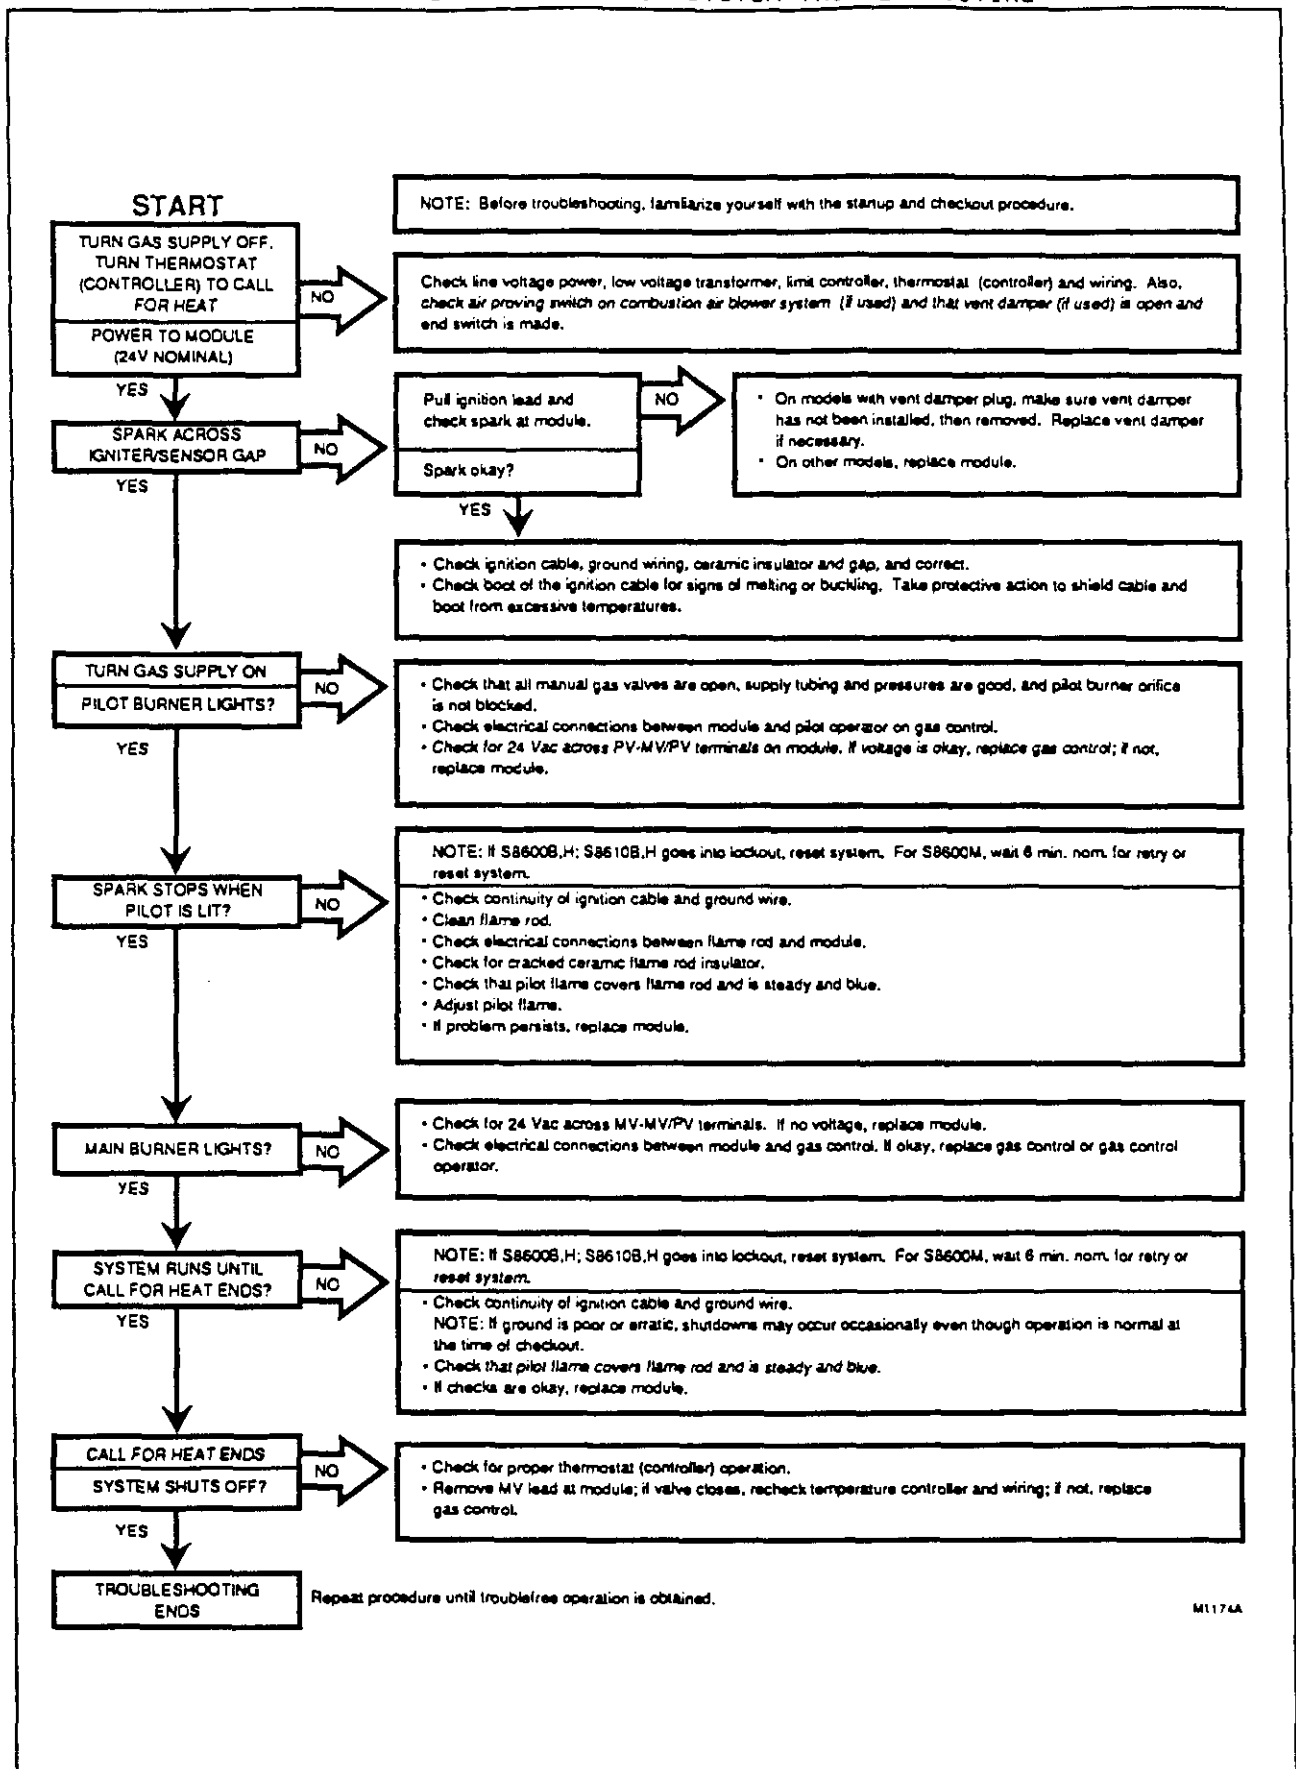 START
TURN GAS SUPPLY OFF.
TURN THERMOSTAT
(CONTROLLER) TO CALL
FOR HEAT
POWER TO MODULE
(24V NOMINAL)
NO
NOTE: Before troubleshooting, familiarize yourself with the startup and checkout procedure.
Check line voltage power, low voltage transformer, limit controller, thermostat (controller) and wiring. Also,
check air proving switch on combustion air blower system (if used) and that vent damper (if used) is open and
end switch is made.
YES
SPARK ACROSS
IGNITER/SENSOR GAP
NO
Pull ignition lead and
check spark at module.
Spark okay?
NO
• On models with vent damper plug, make sure vent damper
has not been installed, then removed. Replace vent damper
if necessary.
• On other models, replace module.
YES
YES
• Check ignition cable, ground wiring, ceramic insulator and gap, and correct.
• Check boot of the ignition cable for signs of melting or buckling. Take protective action to shield cable and
boot from excessive temperatures.
TURN GAS SUPPLY ON
PILOT BURNER LIGHTS?
NO
• Check that all manual gas valves are open, supply tubing and pressures are good, and pilot burner orifice
is not blocked.
• Check electrical connections between module and pilot operator on gas control.
• Check for 24 Vac across PV-MV/PV terminals on module. If voltage is okay, replace gas control; if not,
replace module.
YES
SPARK STOPS WHEN
PILOT IS LIT?
NO
NOTE: If S8600B,H; S8610B,H goes into lockout, reset system. For S8600M, wait 6 min. nom. for retry or
reset system.
• Check continuity of ignition cable and ground wire.
• Clean flame rod.
• Check electrical connections between flame rod and module.
• Check for cracked ceramic flame rod insulator.
• Check that pilot flame covers flame rod and is steady and blue.
• Adjust pilot flame.
• If problem persists, replace module.
YES
MAIN BURNER LIGHTS?
NO
• Check for 24 Vac across MV-MV/PV terminals. If no voltage, replace module.
• Check electrical connections between module and gas control. If okay, replace gas control or gas control
operator.
YES
SYSTEM RUNS UNTIL
CALL FOR HEAT ENDS?
NO
NOTE: If S8600B,H; S8610B,H goes into lockout, reset system. For S8600M, wait 6 min. nom. for retry or
reset system.
• Check continuity of ignition cable and ground wire.
NOTE: If ground is poor or erratic, shutdowns may occur occasionally even though operation is normal at
the time of checkout.
• Check that pilot flame covers flame rod and is steady and blue.
• If checks are okay, replace module.
YES
CALL FOR HEAT ENDS
SYSTEM SHUTS OFF?
NO
• Check for proper thermostat (controller) operation.
• Remove MV lead at module; if valve closes, recheck temperature controller and wiring; if not, replace
gas control.
YES
TROUBLESHOOTING
ENDS
Repeat procedure until troublefree operation is obtained.
M1174A